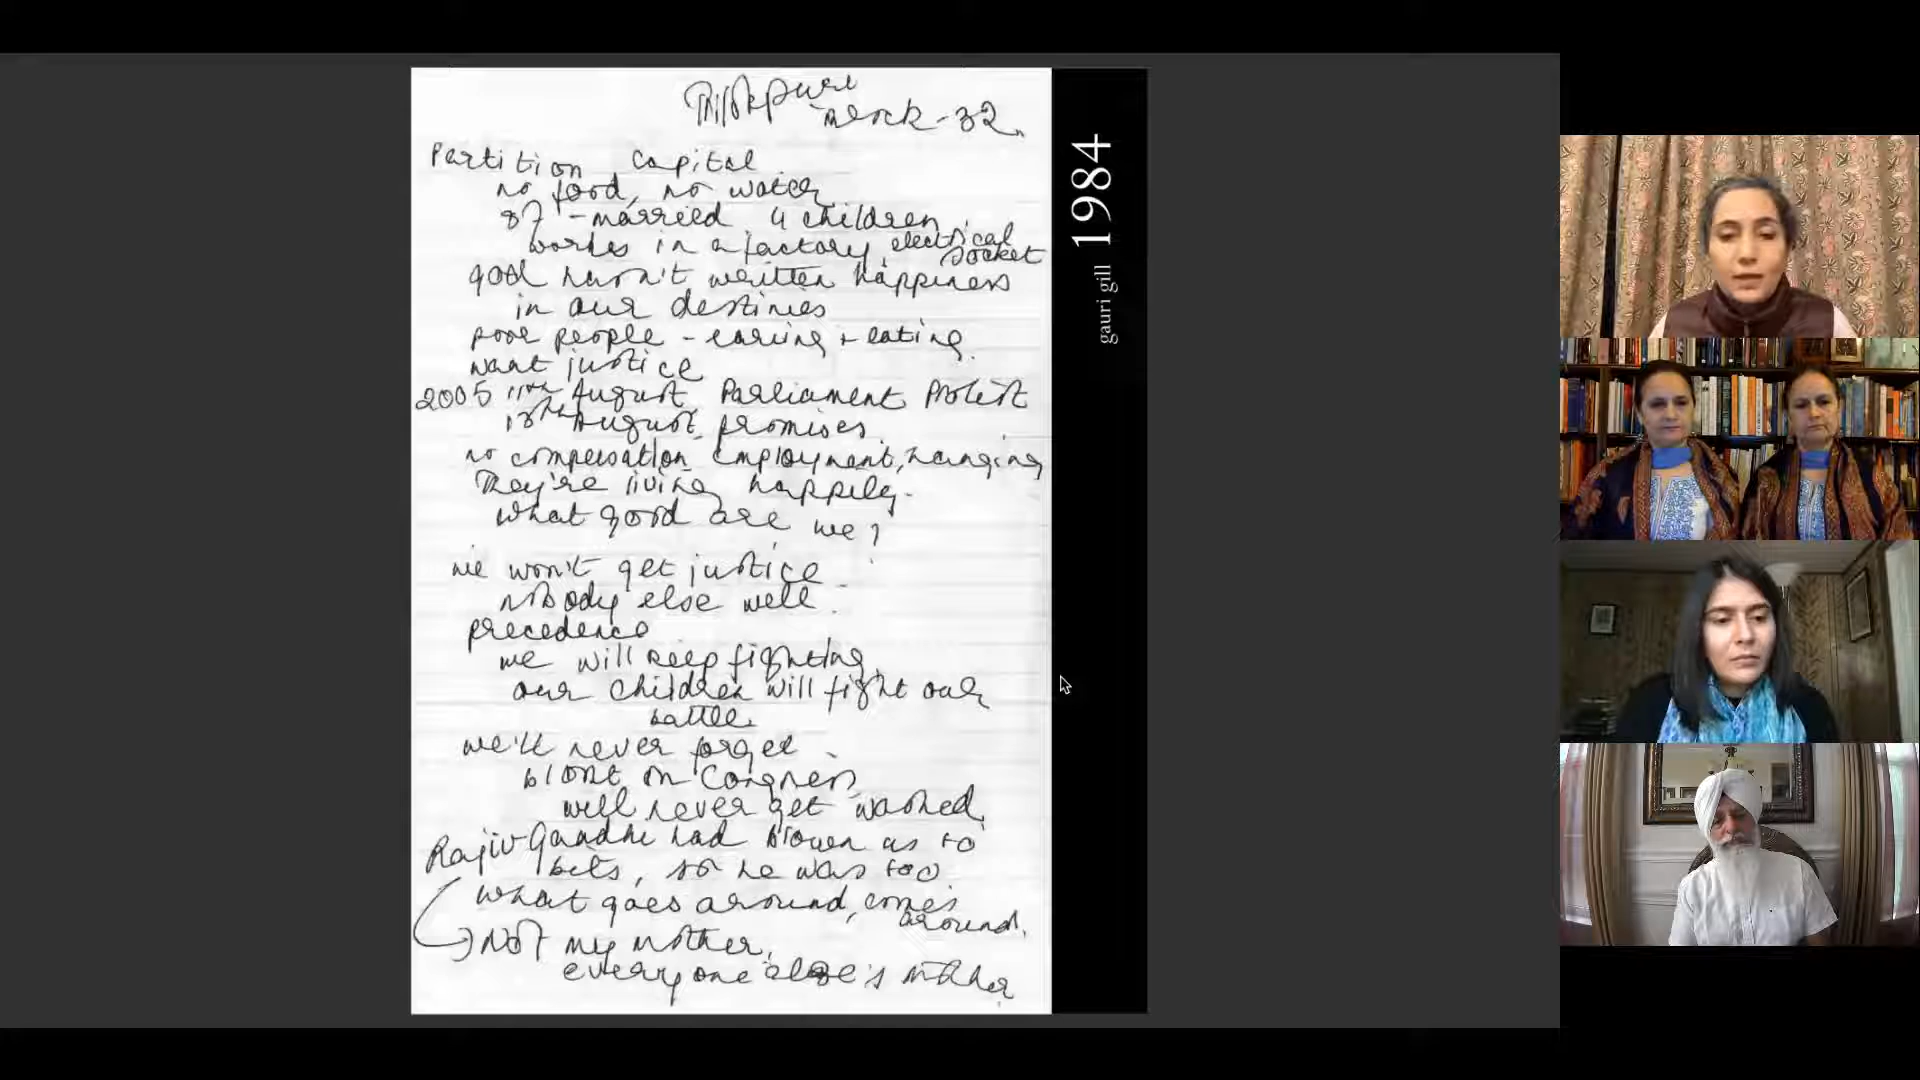 Trilokpuri
Block-32
Partition Capital
no food, no water
87 - married 4 children
works in a factory, electrical
socket
god hasn't written happiness
in our destinies
poor people - earning + eating
want justice
2005 11th August Parliament Protest
13th August promises
no compensation employment, hanging
They're living happily.
what good are we?
we won't get justice
nobody else will.
precedence
we will keep fighting,
our children will fight our
battle
we'll never forget
on Congress
will never get washed
Rajiv Gandhi had blown us to
bits, so he was too
what goes around, comes
around.
Not my mother,
everyone else's mother
gauri gill 1984